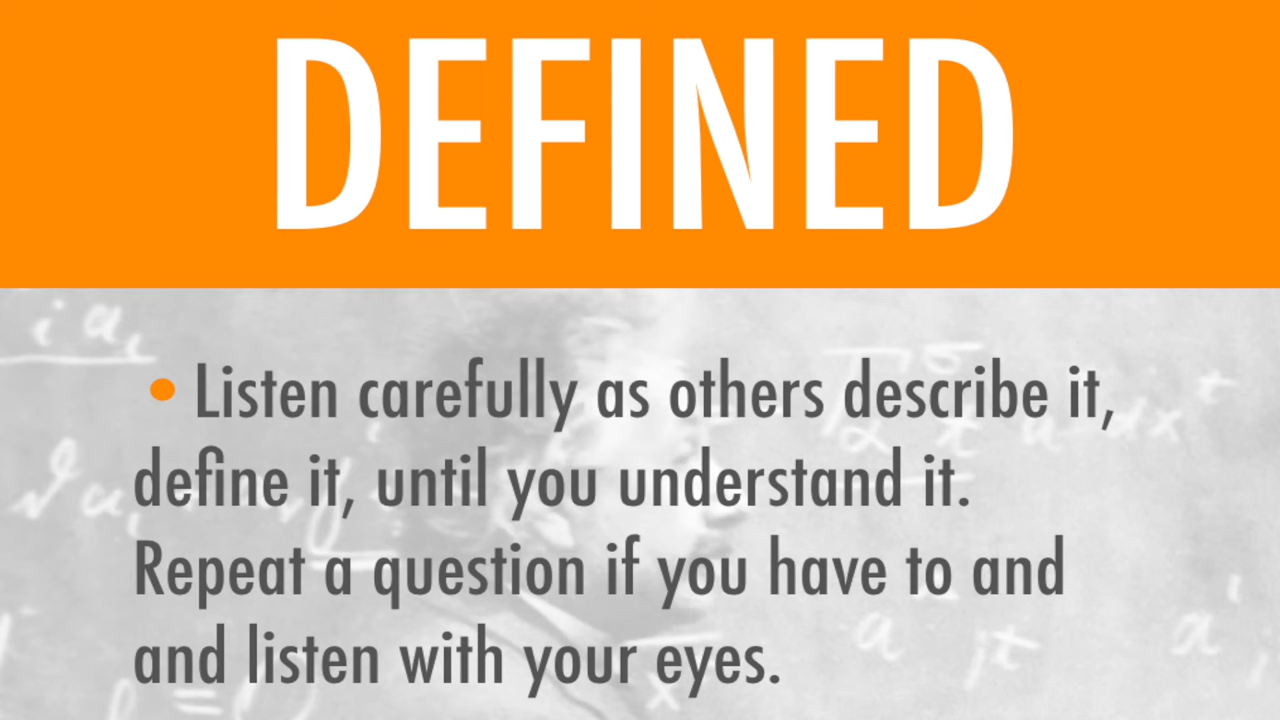 DEFINED
• Listen carefully as others describe it,
define it, until you understand it.
Repeat a question if you have to and
and listen with your eyes.